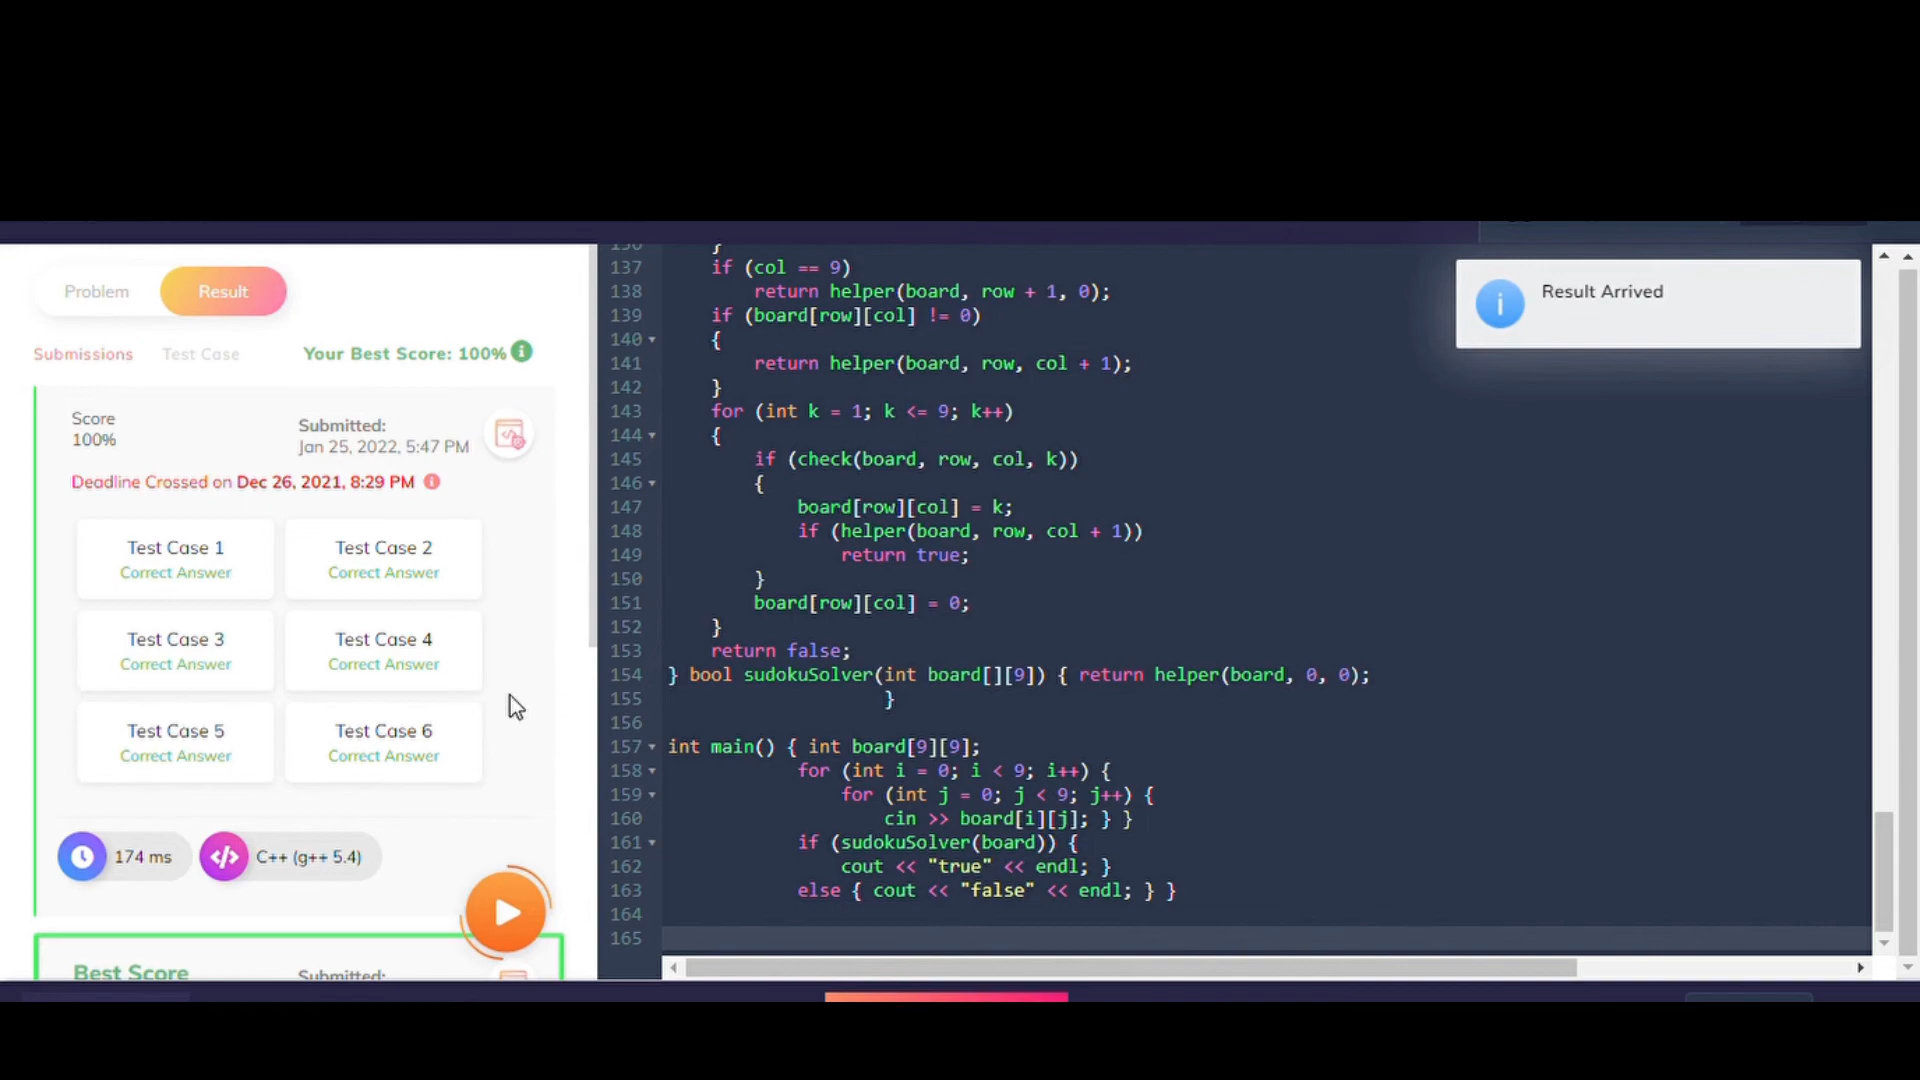 Problem
Result
Submissions
Test Case
Your Best Score: 100%
Score
100%
Submitted:
Jan 25, 2022, 5:47 PM
Deadline Crossed on Dec 26, 2021, 8:29 PM
Test Case 1
Correct Answer
Test Case 2
Correct Answer
Test Case 3
Correct Answer
Test Case 4
Correct Answer
Test Case 5
Correct Answer
Test Case 6
Correct Answer
174 ms
C++ (g++ 5.4)
Best Score
Submitted:
136 }
137 if (col == 9)
138 return helper(board, row + 1, 0);
139 if (board[row][col] != 0)
140 {
141 return helper(board, row, col + 1);
142 }
143 for (int k = 1; k <= 9; k++)
144 {
145 if (check(board, row, col, k))
146 {
147 board[row][col] = k;
148 if (helper(board, row, col + 1))
149 return true;
150 }
151 board[row][col] = 0;
152 }
153 return false;
154 } bool sudokuSolver(int board[][9]) { return helper(board, 0, 0);
155 }
156
157 int main() { int board[9][9];
158 for (int i = 0; i < 9; i++) {
159 for (int j = 0; j < 9; j++) {
160 cin >> board[i][j]; } }
161 if (sudokuSolver(board)) {
162 cout << "true" << endl; }
163 else { cout << "false" << endl; } }
164
165
Result Arrived